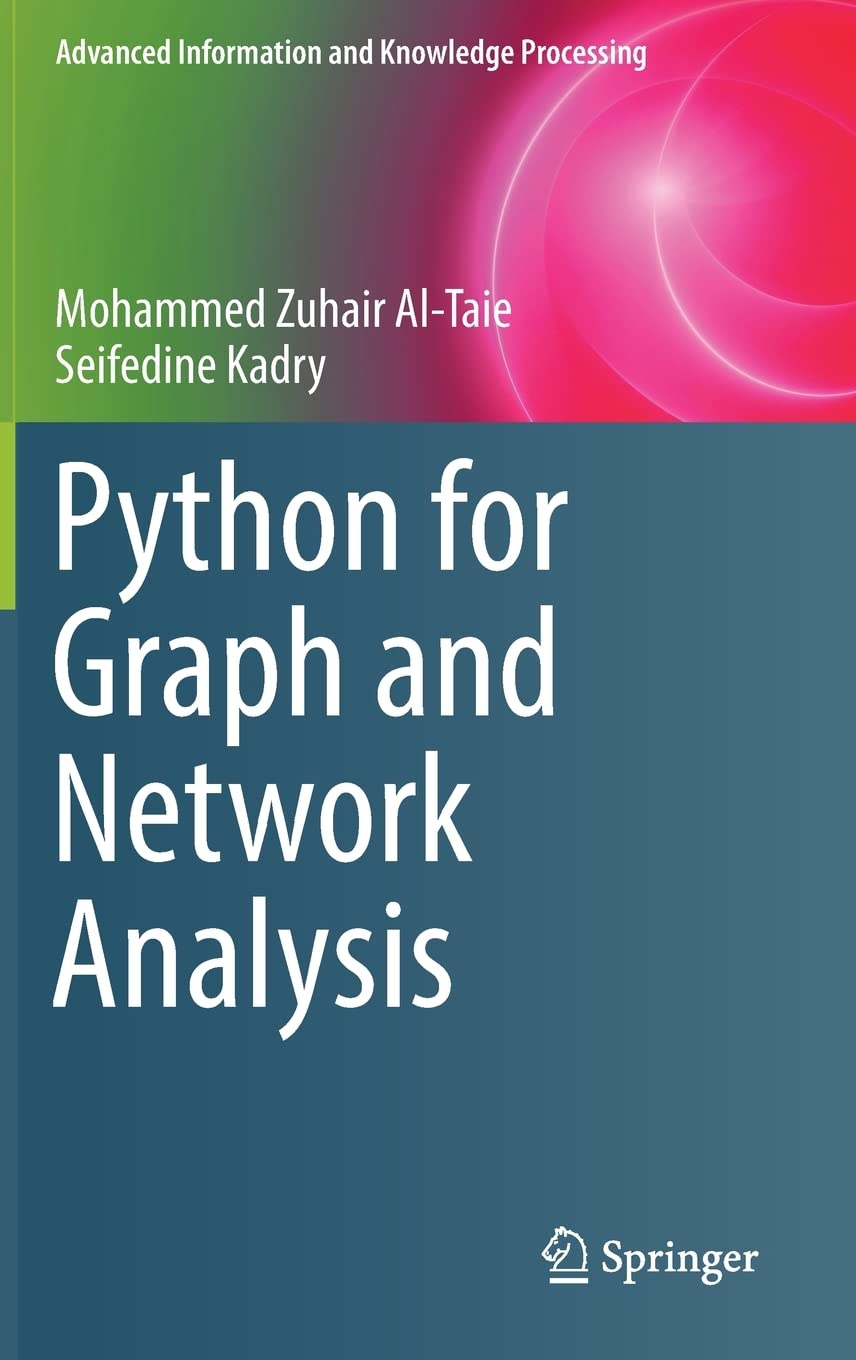 Advanced Information and Knowledge Processing
Mohammed Zuhair Al-Taie
Seifedine Kadry
Python for
Graph and
Network
Analysis
Springer